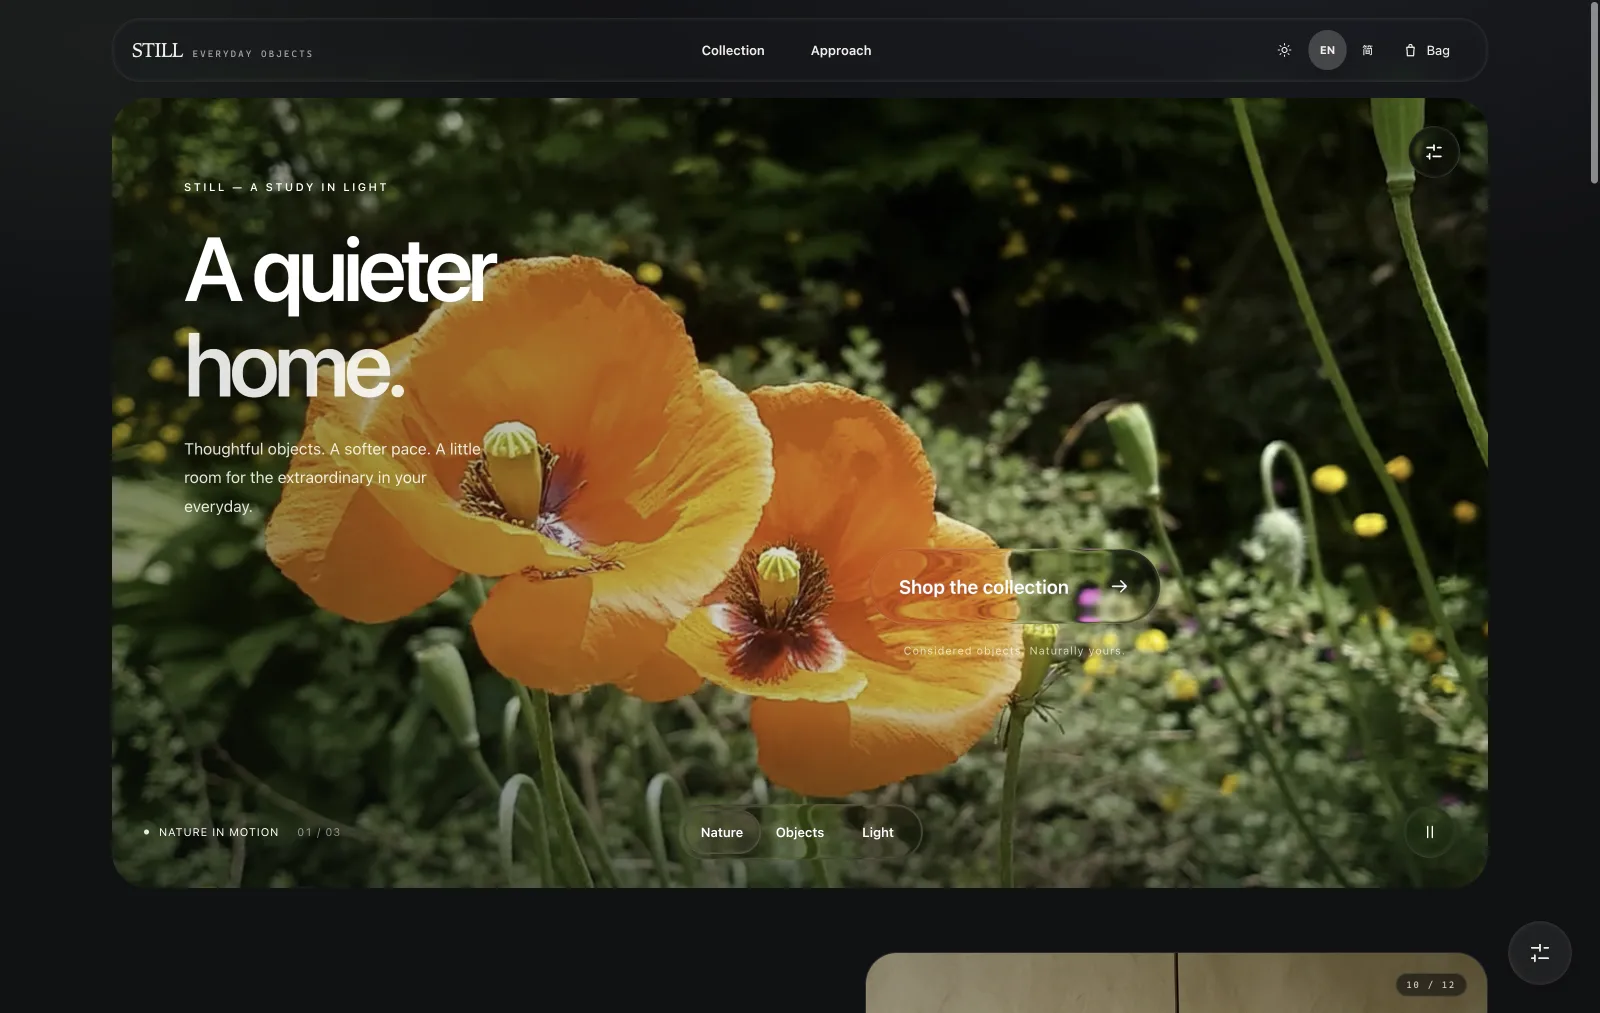 STILL EVERYDAY OBJECTS
Collection
Approach
EN
简
Bag
STILL — A STUDY IN LIGHT
A quieter
home.
Thoughtful objects. A softer pace. A little
room for the extraordinary in your
everyday.
Shop the collection
Considered objects. Naturally yours.
NATURE IN MOTION 01 / 03
Nature
Objects
Light
10 / 12